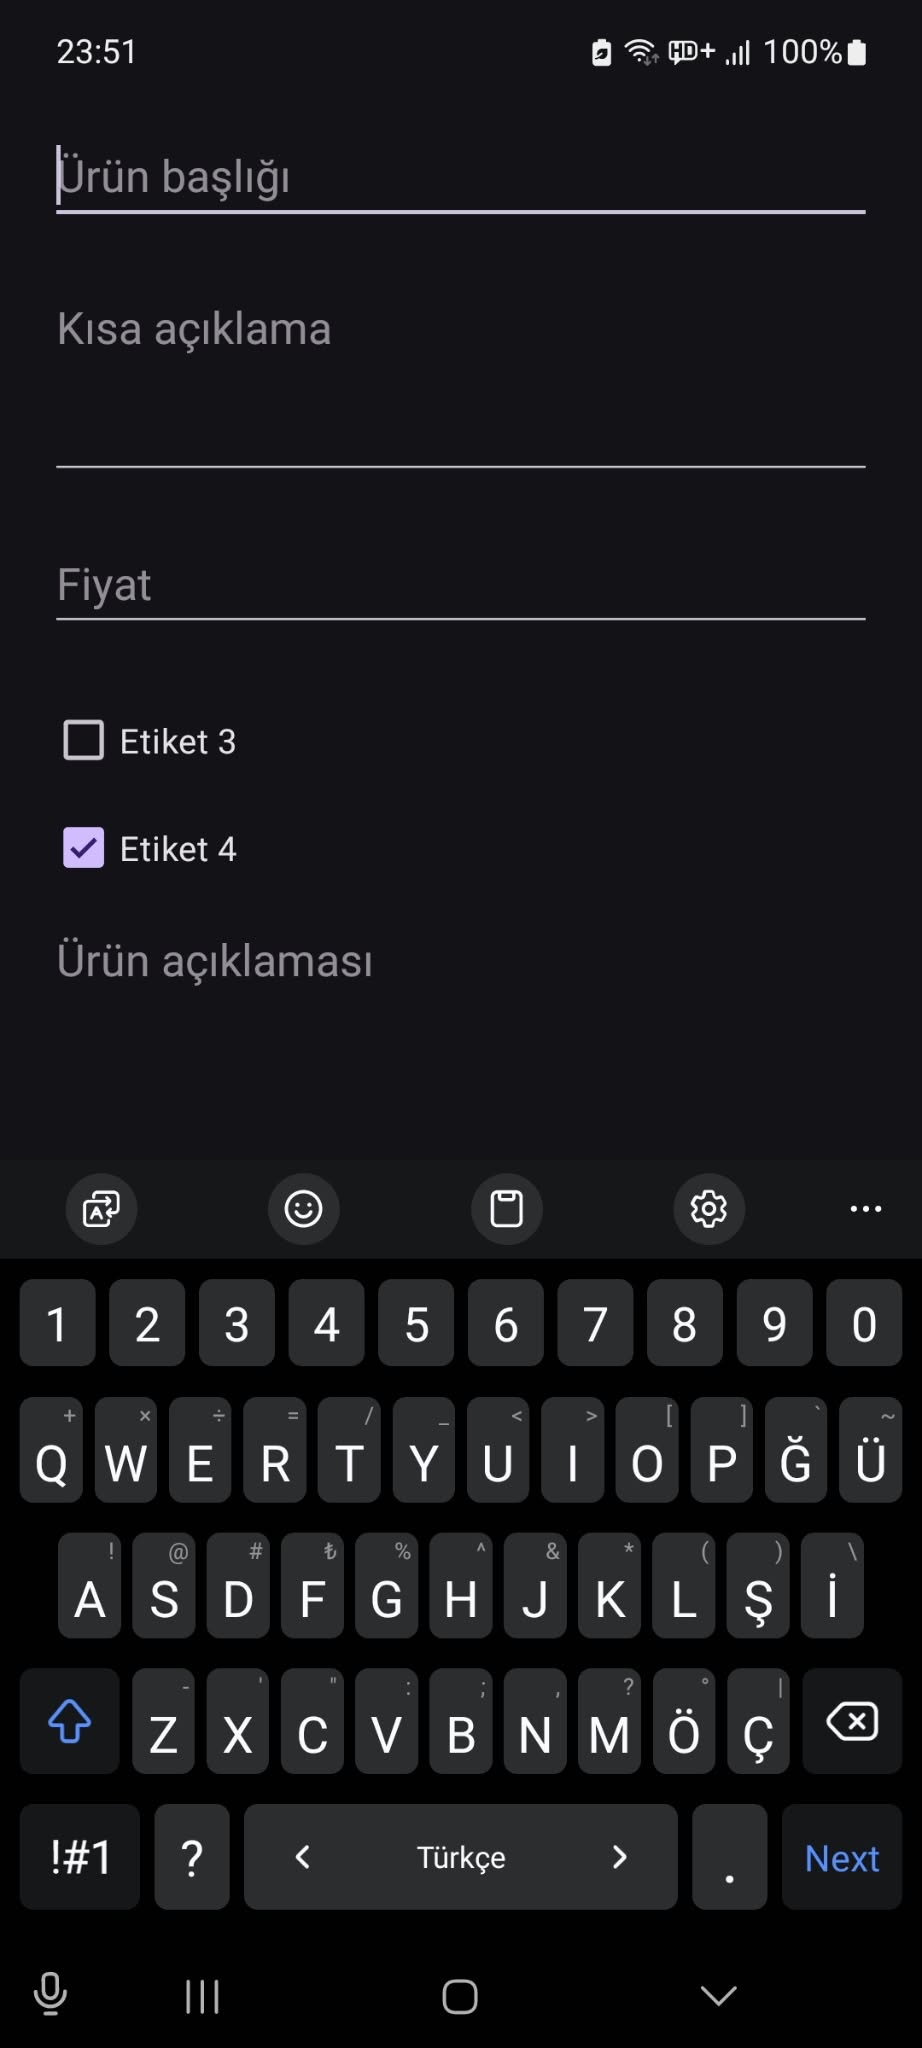 23:51
HD+
100%
Ürün başlığı
Kısa açıklama
Fiyat
Etiket 3
Etiket 4
Ürün açıklaması
1 2 3 4 5 6 7 8 9 0
+ × ÷ = / _ < > [ ] ` ~
Q W E R T Y U I O P Ğ Ü
! @ # ₺ % ^ & * ( ) \
A S D F G H J K L Ş İ
- ' " : ; , ? ° |
Z X C V B N M Ö Ç
!#1 ? < Türkçe > . Next